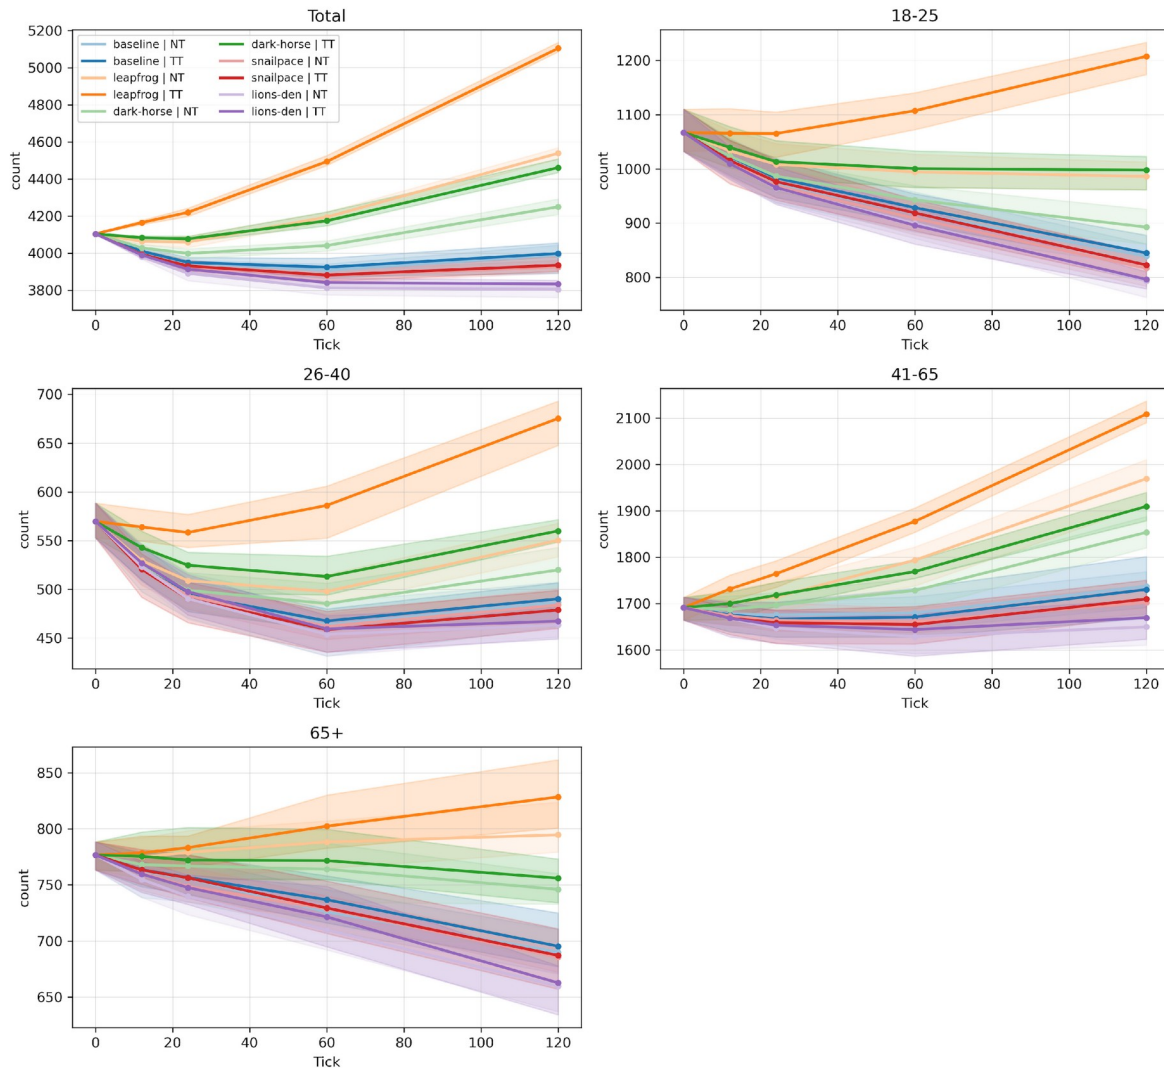 Total
5200
5000
4800
4600
4400
4200
4000
3800
count
baseline | NT
baseline | TT
leapfrog | NT
leapfrog | TT
dark-horse | NT
dark-horse | TT
snailpace | NT
snailpace | TT
lions-den | NT
lions-den | TT
0 20 40 60 80 100 120
Tick
18-25
1200
1100
1000
900
800
count
0 20 40 60 80 100 120
Tick
26-40
700
650
600
550
500
450
count
0 20 40 60 80 100 120
Tick
41-65
2100
2000
1900
1800
1700
1600
count
0 20 40 60 80 100 120
Tick
65+
850
800
750
700
650
count
0 20 40 60 80 100 120
Tick